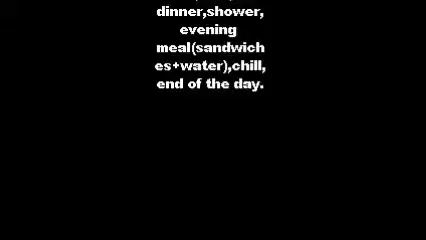 dinner,shower,
evening
meal(sandwich
es+water),chill,
end of the day.